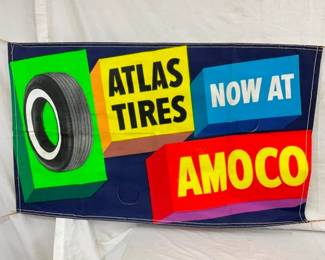 ATLAS
TIRES
NOW AT
AMOCO